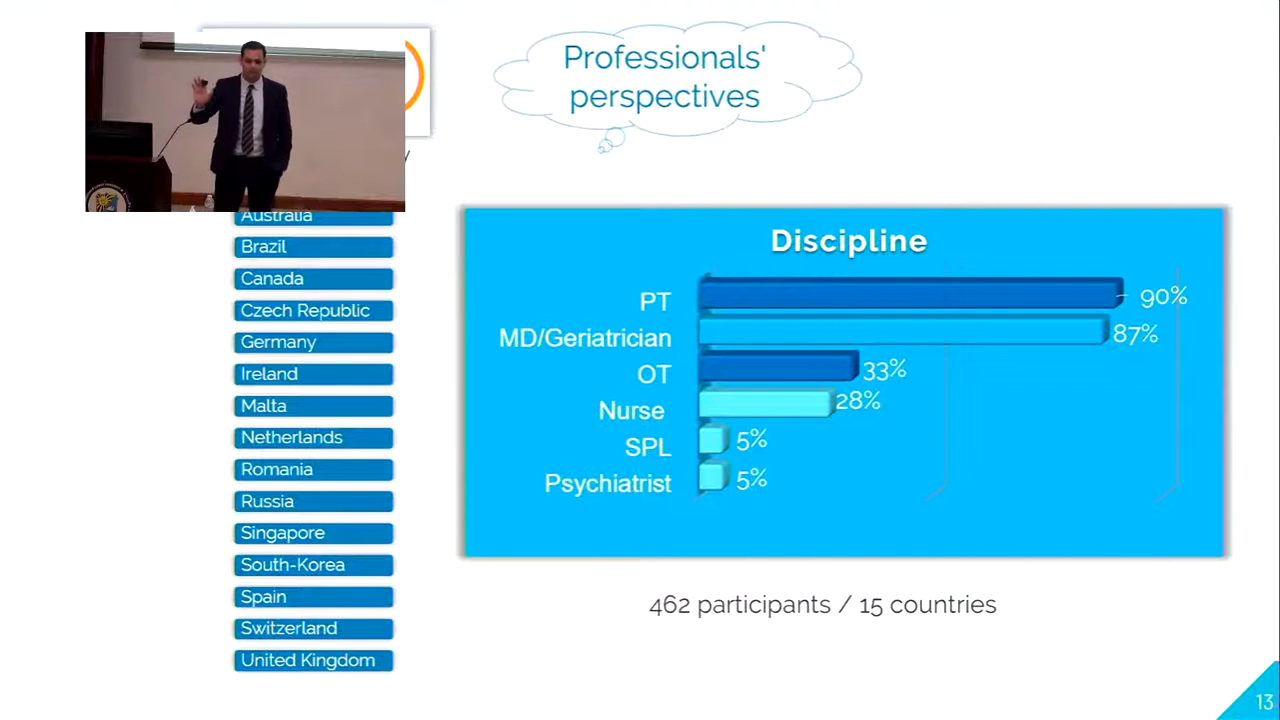 Professionals'
perspectives
Australia
Brazil
Canada
Czech Republic
Germany
Ireland
Malta
Netherlands
Romania
Russia
Singapore
South-Korea
Spain
Switzerland
United Kingdom
Discipline
PT 90%
MD/Geriatrician 87%
OT 33%
Nurse 28%
SPL 5%
Psychiatrist 5%
462 participants / 15 countries
13